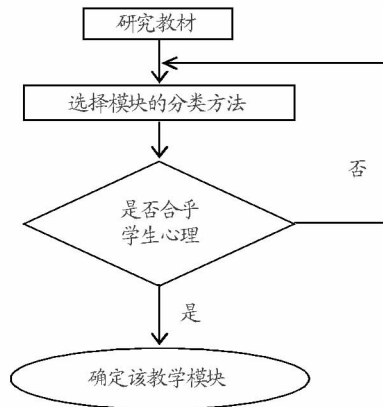 研究教材
选择模块的分类方法
是否合乎
学生心理
否
是
确定该教学模块